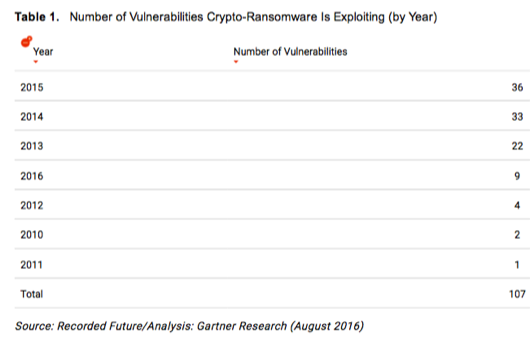 Table 1. Number of Vulnerabilities Crypto-Ransomware Is Exploiting (by Year)
Year Number of Vulnerabilities
2015 36
2014 33
2013 22
2016 9
2012 4
2010 2
2011 1
Total 107
Source: Recorded Future/Analysis: Gartner Research (August 2016)